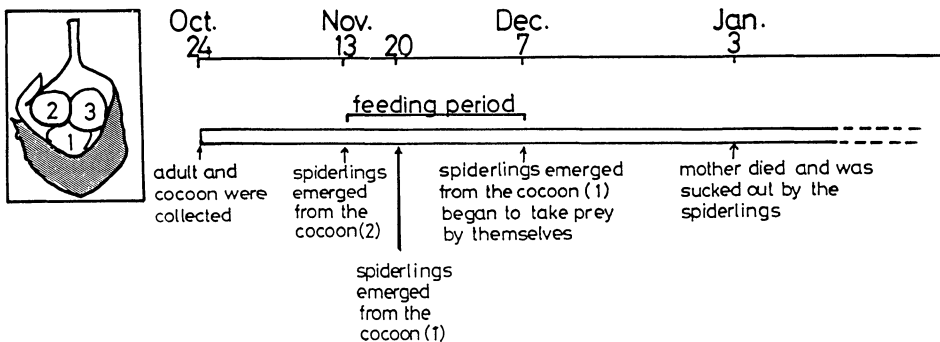 Oct.
24
Nov.
13 20
Dec.
7
Jan.
3
2 3
1
feeding period
adult and
cocoon were
collected
spiderlings
emerged
from the
cocoon (2)
spiderlings
emerged
from the
cocoon (1)
spiderlings emerged
from the cocoon (1)
began to take prey
by themselves
mother died and was
sucked out by the
spiderlings